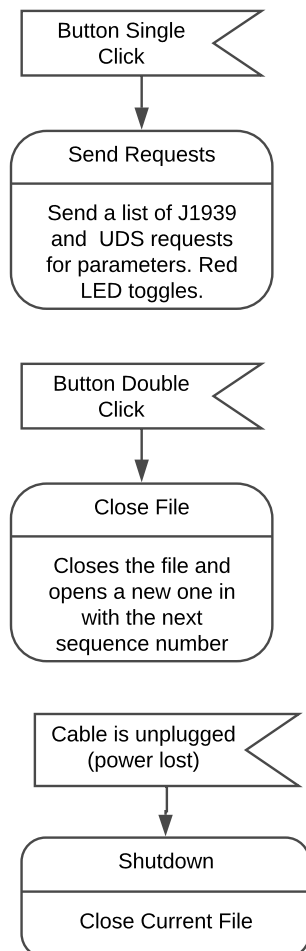 Button Single
Click
Send Requests
Send a list of J1939
and  UDS requests
for parameters. Red
LED toggles.
Button Double
Click
Close File
Closes the file and
opens a new one in
with the next
sequence number
Cable is unplugged
(power lost)
Shutdown
Close Current File